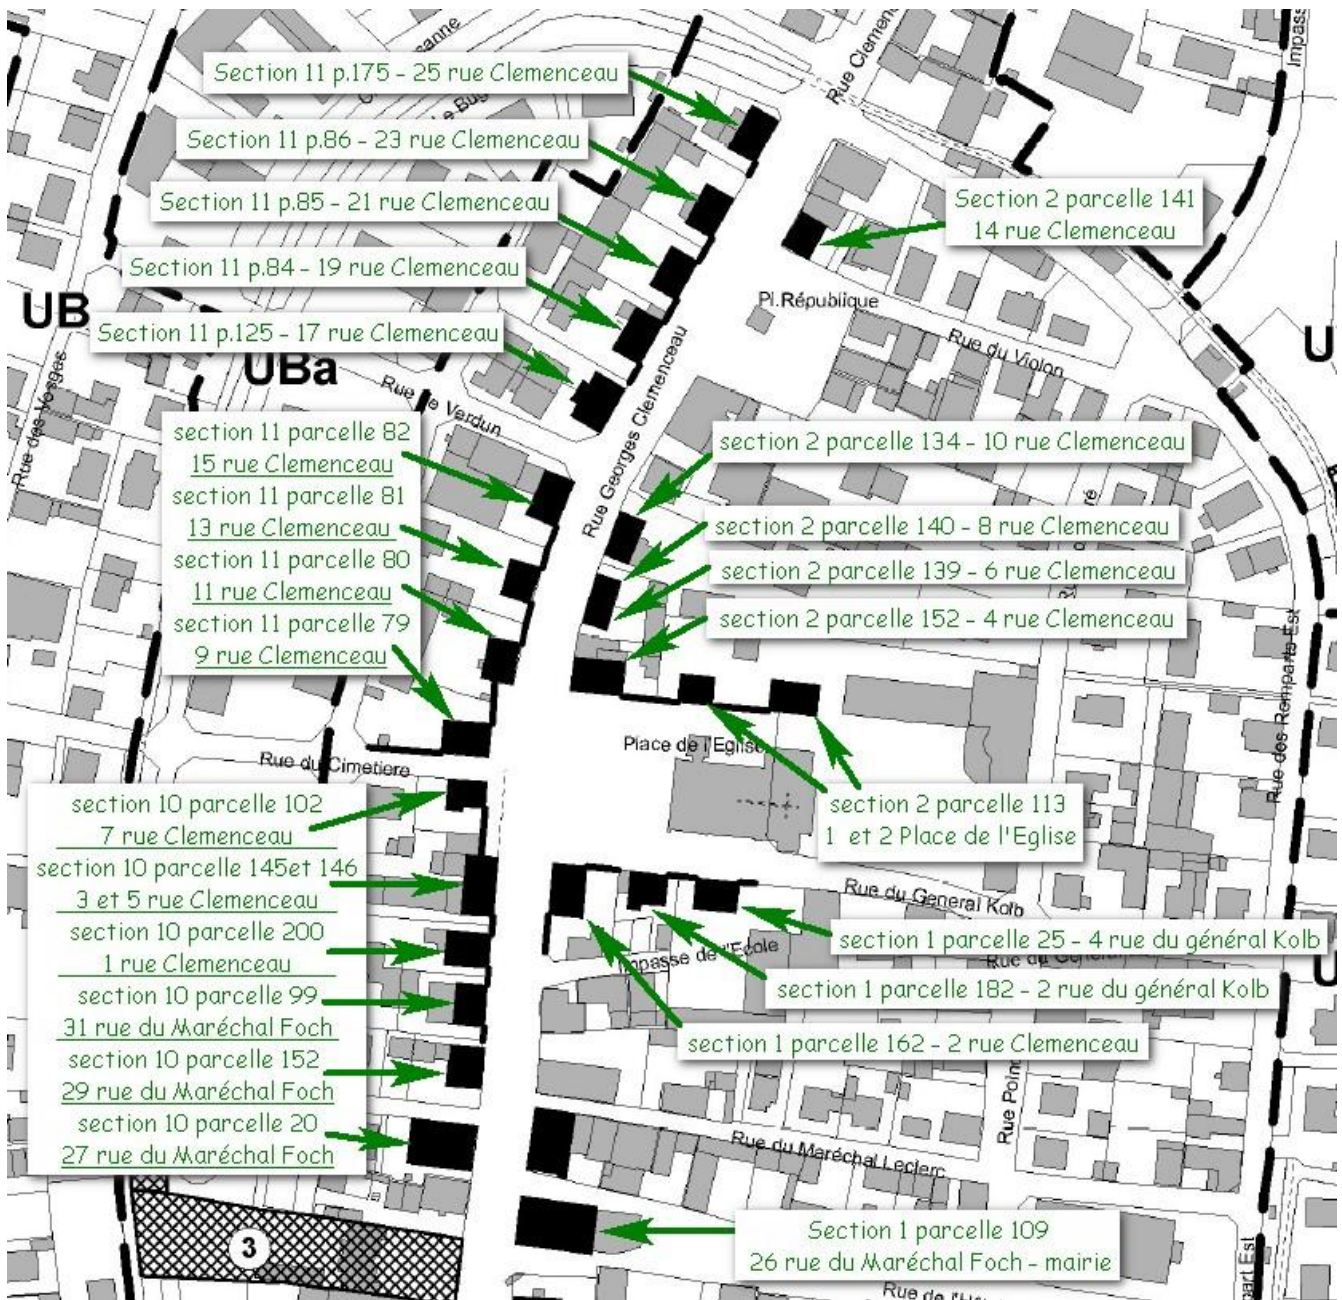 Section 11 p.175 - 25 rue Clemenceau
Section 11 p.86 - 23 rue Clemenceau
Section 11 p.85 - 21 rue Clemenceau
Section 11 p.84 - 19 rue Clemenceau
Section 11 p.125 - 17 rue Clemenceau
Section 2 parcelle 141
14 rue Clemenceau
Pl.République
Rue du Violon
UB
UBa
U
Rue des Vosges
Rue de Verdun
Rue Georges Clemenceau
section 11 parcelle 82
15 rue Clemenceau
section 11 parcelle 81
13 rue Clemenceau
section 11 parcelle 80
11 rue Clemenceau
section 11 parcelle 79
9 rue Clemenceau
section 2 parcelle 134 - 10 rue Clemenceau
section 2 parcelle 140 - 8 rue Clemenceau
section 2 parcelle 139 - 6 rue Clemenceau
section 2 parcelle 152 - 4 rue Clemenceau
Place de l'Eglise
Rue du Cimetiere
Rue des Remparts Est
section 2 parcelle 113
1 et 2 Place de l'Eglise
section 10 parcelle 102
7 rue Clemenceau
section 10 parcelle 145et 146
3 et 5 rue Clemenceau
section 10 parcelle 200
1 rue Clemenceau
section 10 parcelle 99
31 rue du Maréchal Foch
section 10 parcelle 152
29 rue du Maréchal Foch
section 10 parcelle 20
27 rue du Maréchal Foch
Rue du General Kolb
section 1 parcelle 25 - 4 rue du général Kolb
Impasse de l'Ecole
section 1 parcelle 182 - 2 rue du général Kolb
U
section 1 parcelle 162 - 2 rue Clemenceau
Rue du Maréchal Leclerc
3
Section 1 parcelle 109
26 rue du Maréchal Foch - mairie